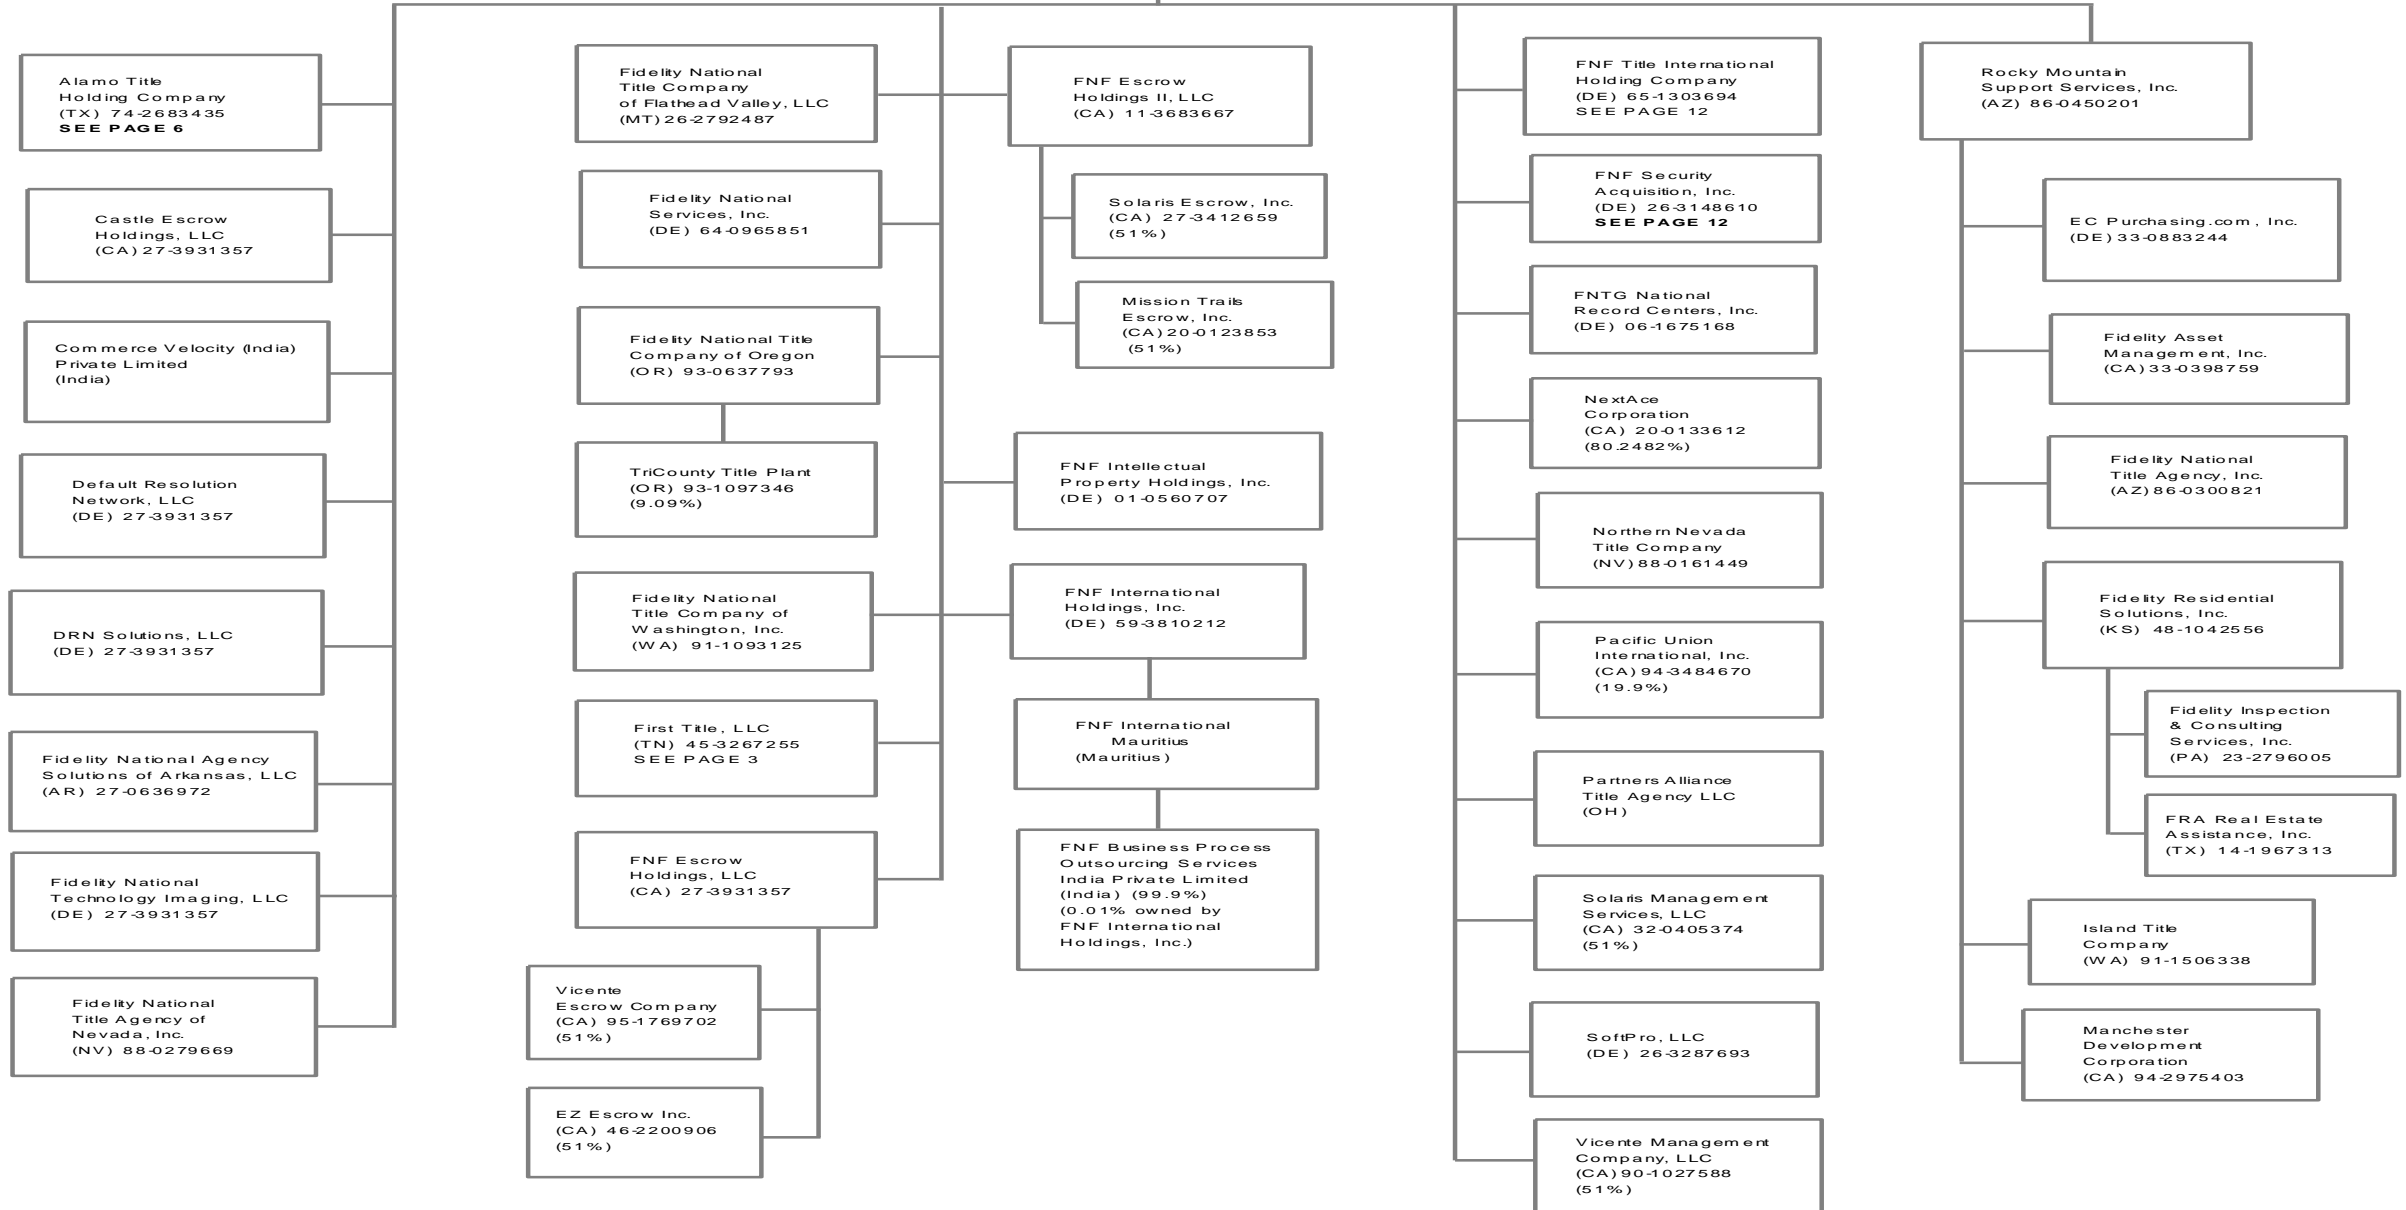 Alamo Title
Holding Company
(TX) 74-2683435
SEE PAGE 6
Castle Escrow
Holdings, LLC
(CA) 27-3931357
Commerce Velocity (India)
Private Limited
(India)
Default Resolution
Network, LLC
(DE) 27-3931357
DRN Solutions, LLC
(DE) 27-3931357
Fidelity National Agency
Solutions of Arkansas, LLC
(AR) 27-0636972
Fidelity National
Technology Imaging, LLC
(DE) 27-3931357
Fidelity National
Title Agency of
Nevada, Inc.
(NV) 88-0279669
Fidelity National
Title Company
of Flathead Valley, LLC
(MT) 26-2792487
Fidelity National
Services, Inc.
(DE) 64-0965851
Fidelity National Title
Company of Oregon
(OR) 93-0637793
TriCounty Title Plant
(OR) 93-1097346
(9.09%)
Fidelity National
Title Company of
Washington, Inc.
(WA) 91-1093125
First Title, LLC
(TN) 45-3267255
SEE PAGE 3
FNF Escrow
Holdings, LLC
(CA) 27-3931357
Vicente
Escrow Company
(CA) 95-1769702
(51%)
EZ Escrow Inc.
(CA) 46-2200906
(51%)
FNF Escrow
Holdings II, LLC
(CA) 11-3683667
Solaris Escrow, Inc.
(CA) 27-3412659
(51%)
Mission Trails
Escrow, Inc.
(CA) 20-0123853
(51%)
FNF Intellectual
Property Holdings, Inc.
(DE) 01-0560707
FNF International
Holdings, Inc.
(DE) 59-3810212
FNF International
Mauritius
(Mauritius)
FNF Business Process
Outsourcing Services
India Private Limited
(India) (99.9%)
(0.01% owned by
FNF International
Holdings, Inc.)
FNF Title International
Holding Company
(DE) 65-1303694
SEE PAGE 12
FNF Security
Acquisition, Inc.
(DE) 26-3148610
SEE PAGE 12
FNTG National
Record Centers, Inc.
(DE) 06-1675168
NextAce
Corporation
(CA) 20-0133612
(80.2482%)
Northern Nevada
Title Company
(NV) 88-0161449
Pacific Union
International, Inc.
(CA) 94-3484670
(19.9%)
Partners Alliance
Title Agency LLC
(OH)
Solaris Management
Services, LLC
(CA) 32-0405374
(51%)
SoftPro, LLC
(DE) 26-3287693
Vicente Management
Company, LLC
(CA) 90-1027588
(51%)
Rocky Mountain
Support Services, Inc.
(AZ) 86-0450201
EC Purchasing.com, Inc.
(DE) 33-0883244
Fidelity Asset
Management, Inc.
(CA) 33-0398759
Fidelity National
Title Agency, Inc.
(AZ) 86-0300821
Fidelity Residential
Solutions, Inc.
(KS) 48-1042556
Fidelity Inspection
& Consulting
Services, Inc.
(PA) 23-2796005
FRA Real Estate
Assistance, Inc.
(TX) 14-1967313
Island Title
Company
(WA) 91-1506338
Manchester
Development
Corporation
(CA) 94-2975403